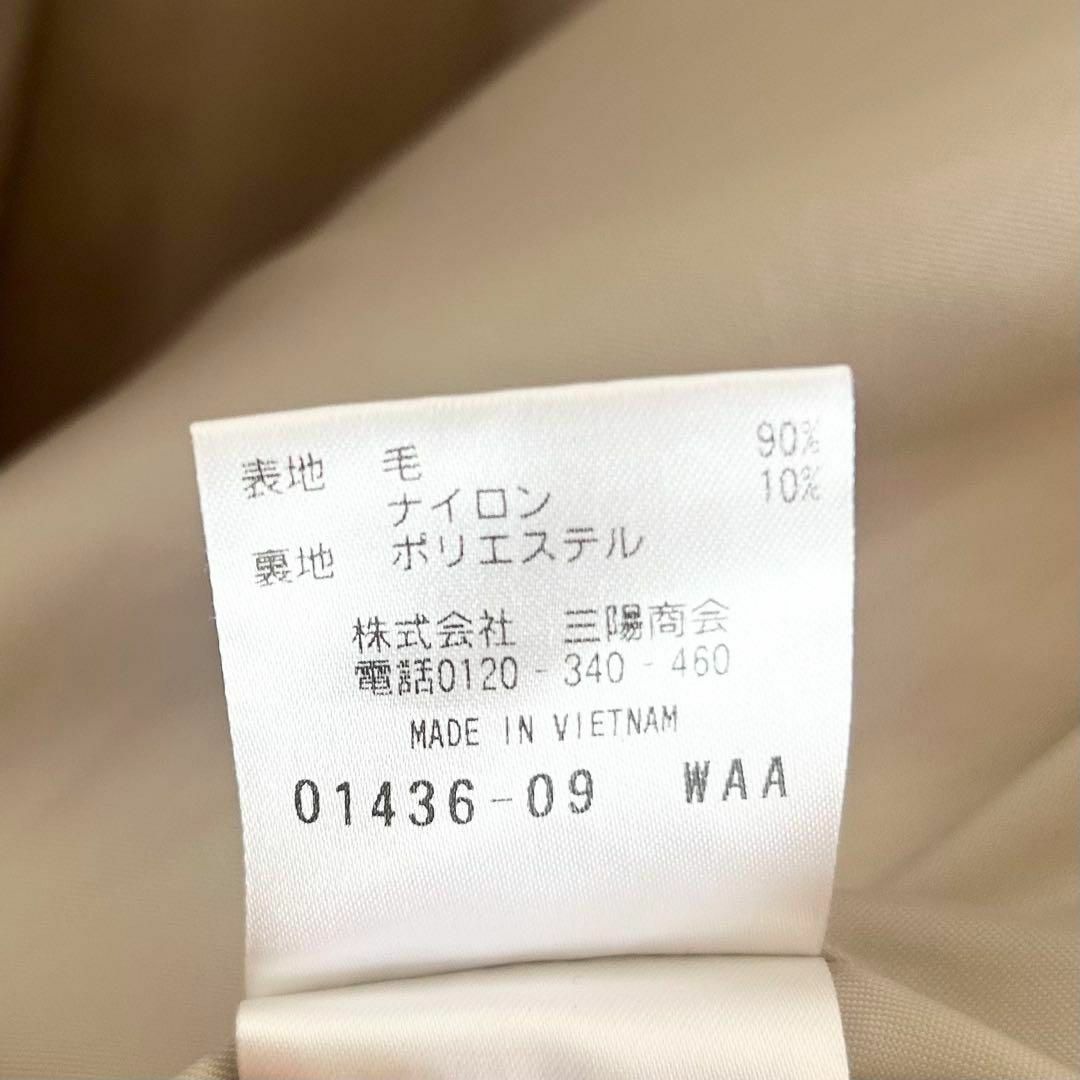 表地　毛　90%
ナイロン　10%
裏地　ポリエステル
株式会社　三陽商会
電話0120-340-460
MADE IN VIETNAM
01436-09　WAA